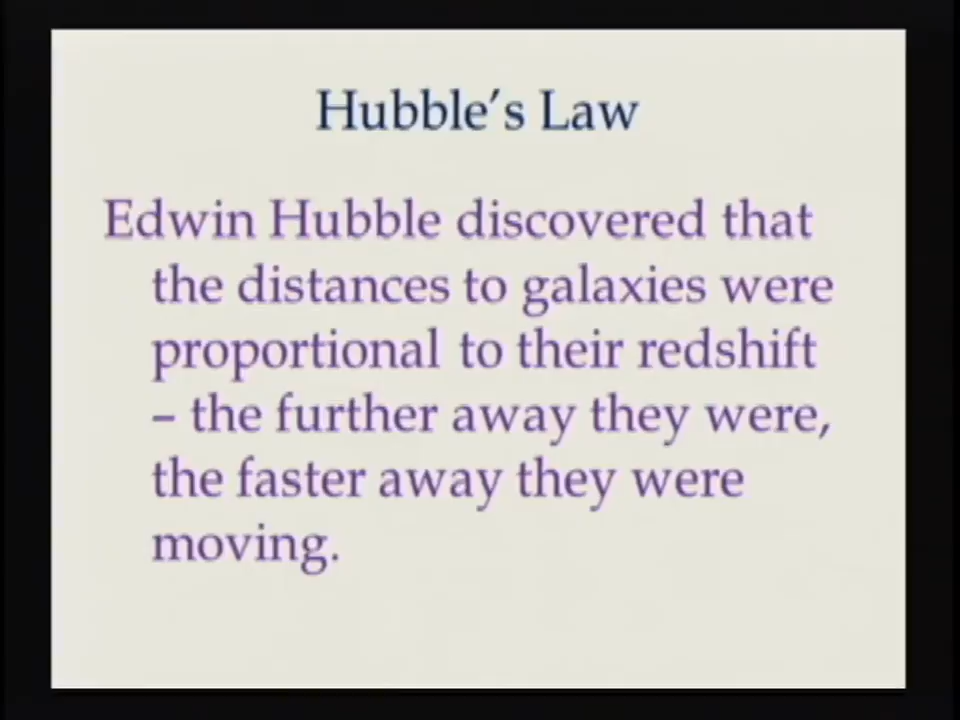 Hubble's Law
Edwin Hubble discovered that
the distances to galaxies were
proportional to their redshift
– the further away they were,
the faster away they were
moving.